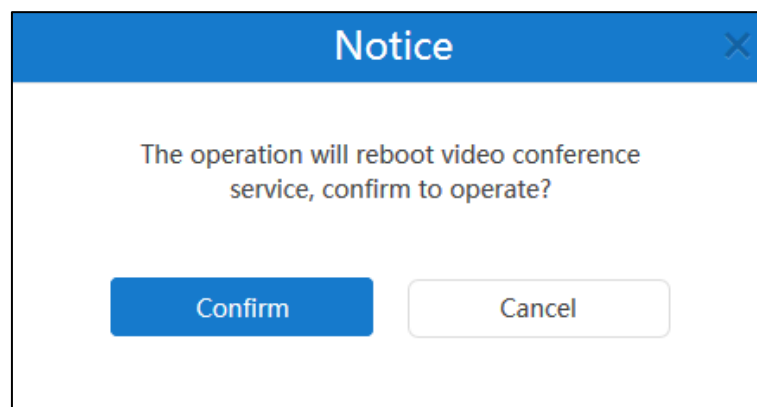 Notice
The operation will reboot video conference
service, confirm to operate?
Confirm
Cancel